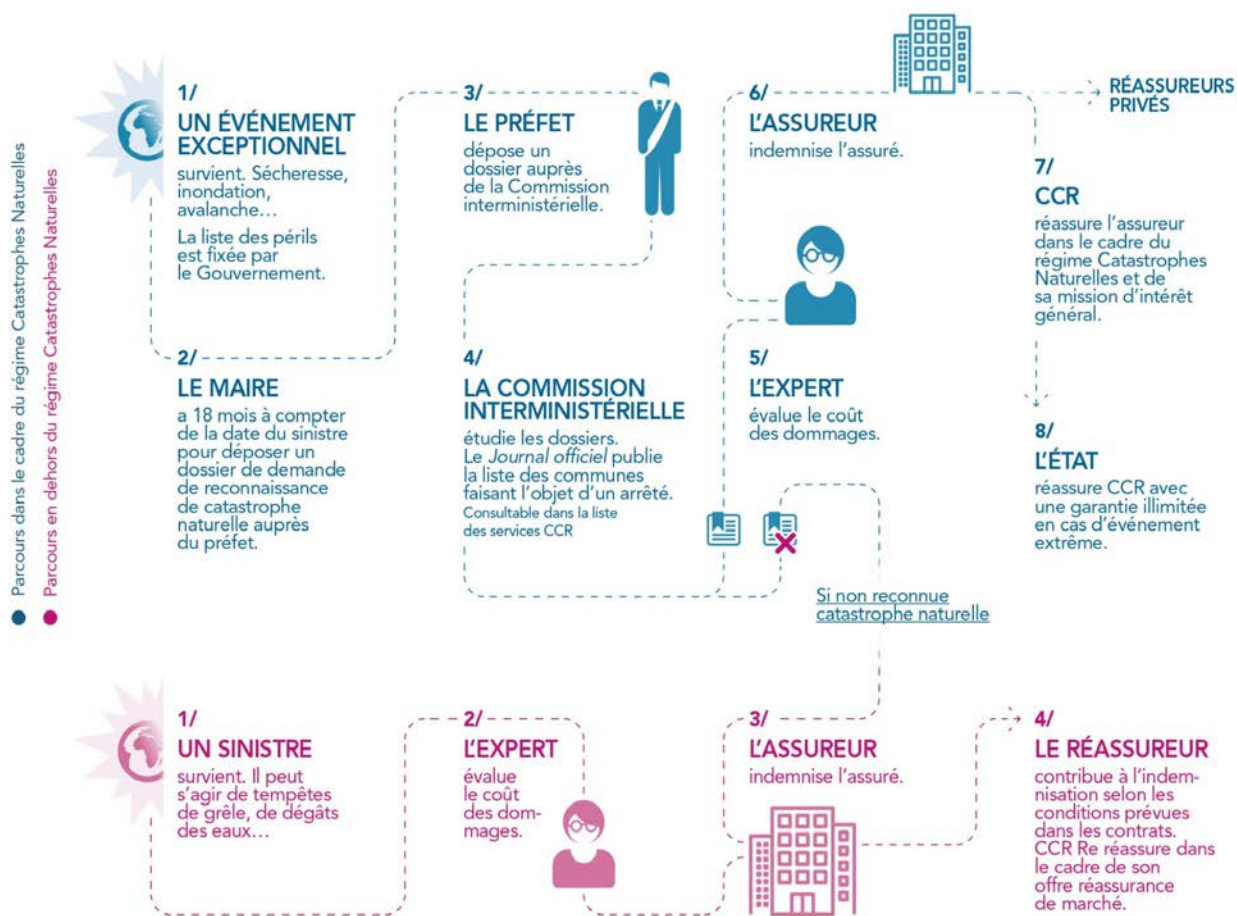 Parcours dans le cadre du régime Catastrophes Naturelles
Parcours en dehors du régime Catastrophes Naturelles
1/
UN ÉVÉNEMENT
EXCEPTIONNEL
survient. Sécheresse,
inondation,
avalanche…
La liste des périls
est fixée par
le Gouvernement.
2/
LE MAIRE
a 18 mois à compter
de la date du sinistre
pour déposer un
dossier de demande
de reconnaissance
de catastrophe
naturelle auprès
du préfet.
3/
LE PRÉFET
dépose un
dossier auprès
de la Commission
interministérielle.
4/
LA COMMISSION
INTERMINISTÉRIELLE
étudie les dossiers.
Le Journal officiel publie
la liste des communes
faisant l'objet d'un arrêté.
Consultable dans la liste
des services CCR
5/
L'EXPERT
évalue le coût
des dommages.
6/
L'ASSUREUR
indemnise l'assuré.
RÉASSUREURS
PRIVÉS
7/
CCR
réassure l'assureur
dans le cadre du
régime Catastrophes
Naturelles et de
sa mission d'intérêt
général.
8/
L'ÉTAT
réassure CCR avec
une garantie illimitée
en cas d'événement
extrême.
Si non reconnue
catastrophe naturelle
1/
UN SINISTRE
survient. Il peut
s'agir de tempêtes
de grêle, de dégâts
des eaux…
2/
L'EXPERT
évalue
le coût
des dom-
mages.
3/
L'ASSUREUR
indemnise l'assuré.
4/
LE RÉASSUREUR
contribue à l'indem-
nisation selon les
conditions prévues
dans les contrats.
CCR Re réassure dans
le cadre de son
offre réassurance
de marché.